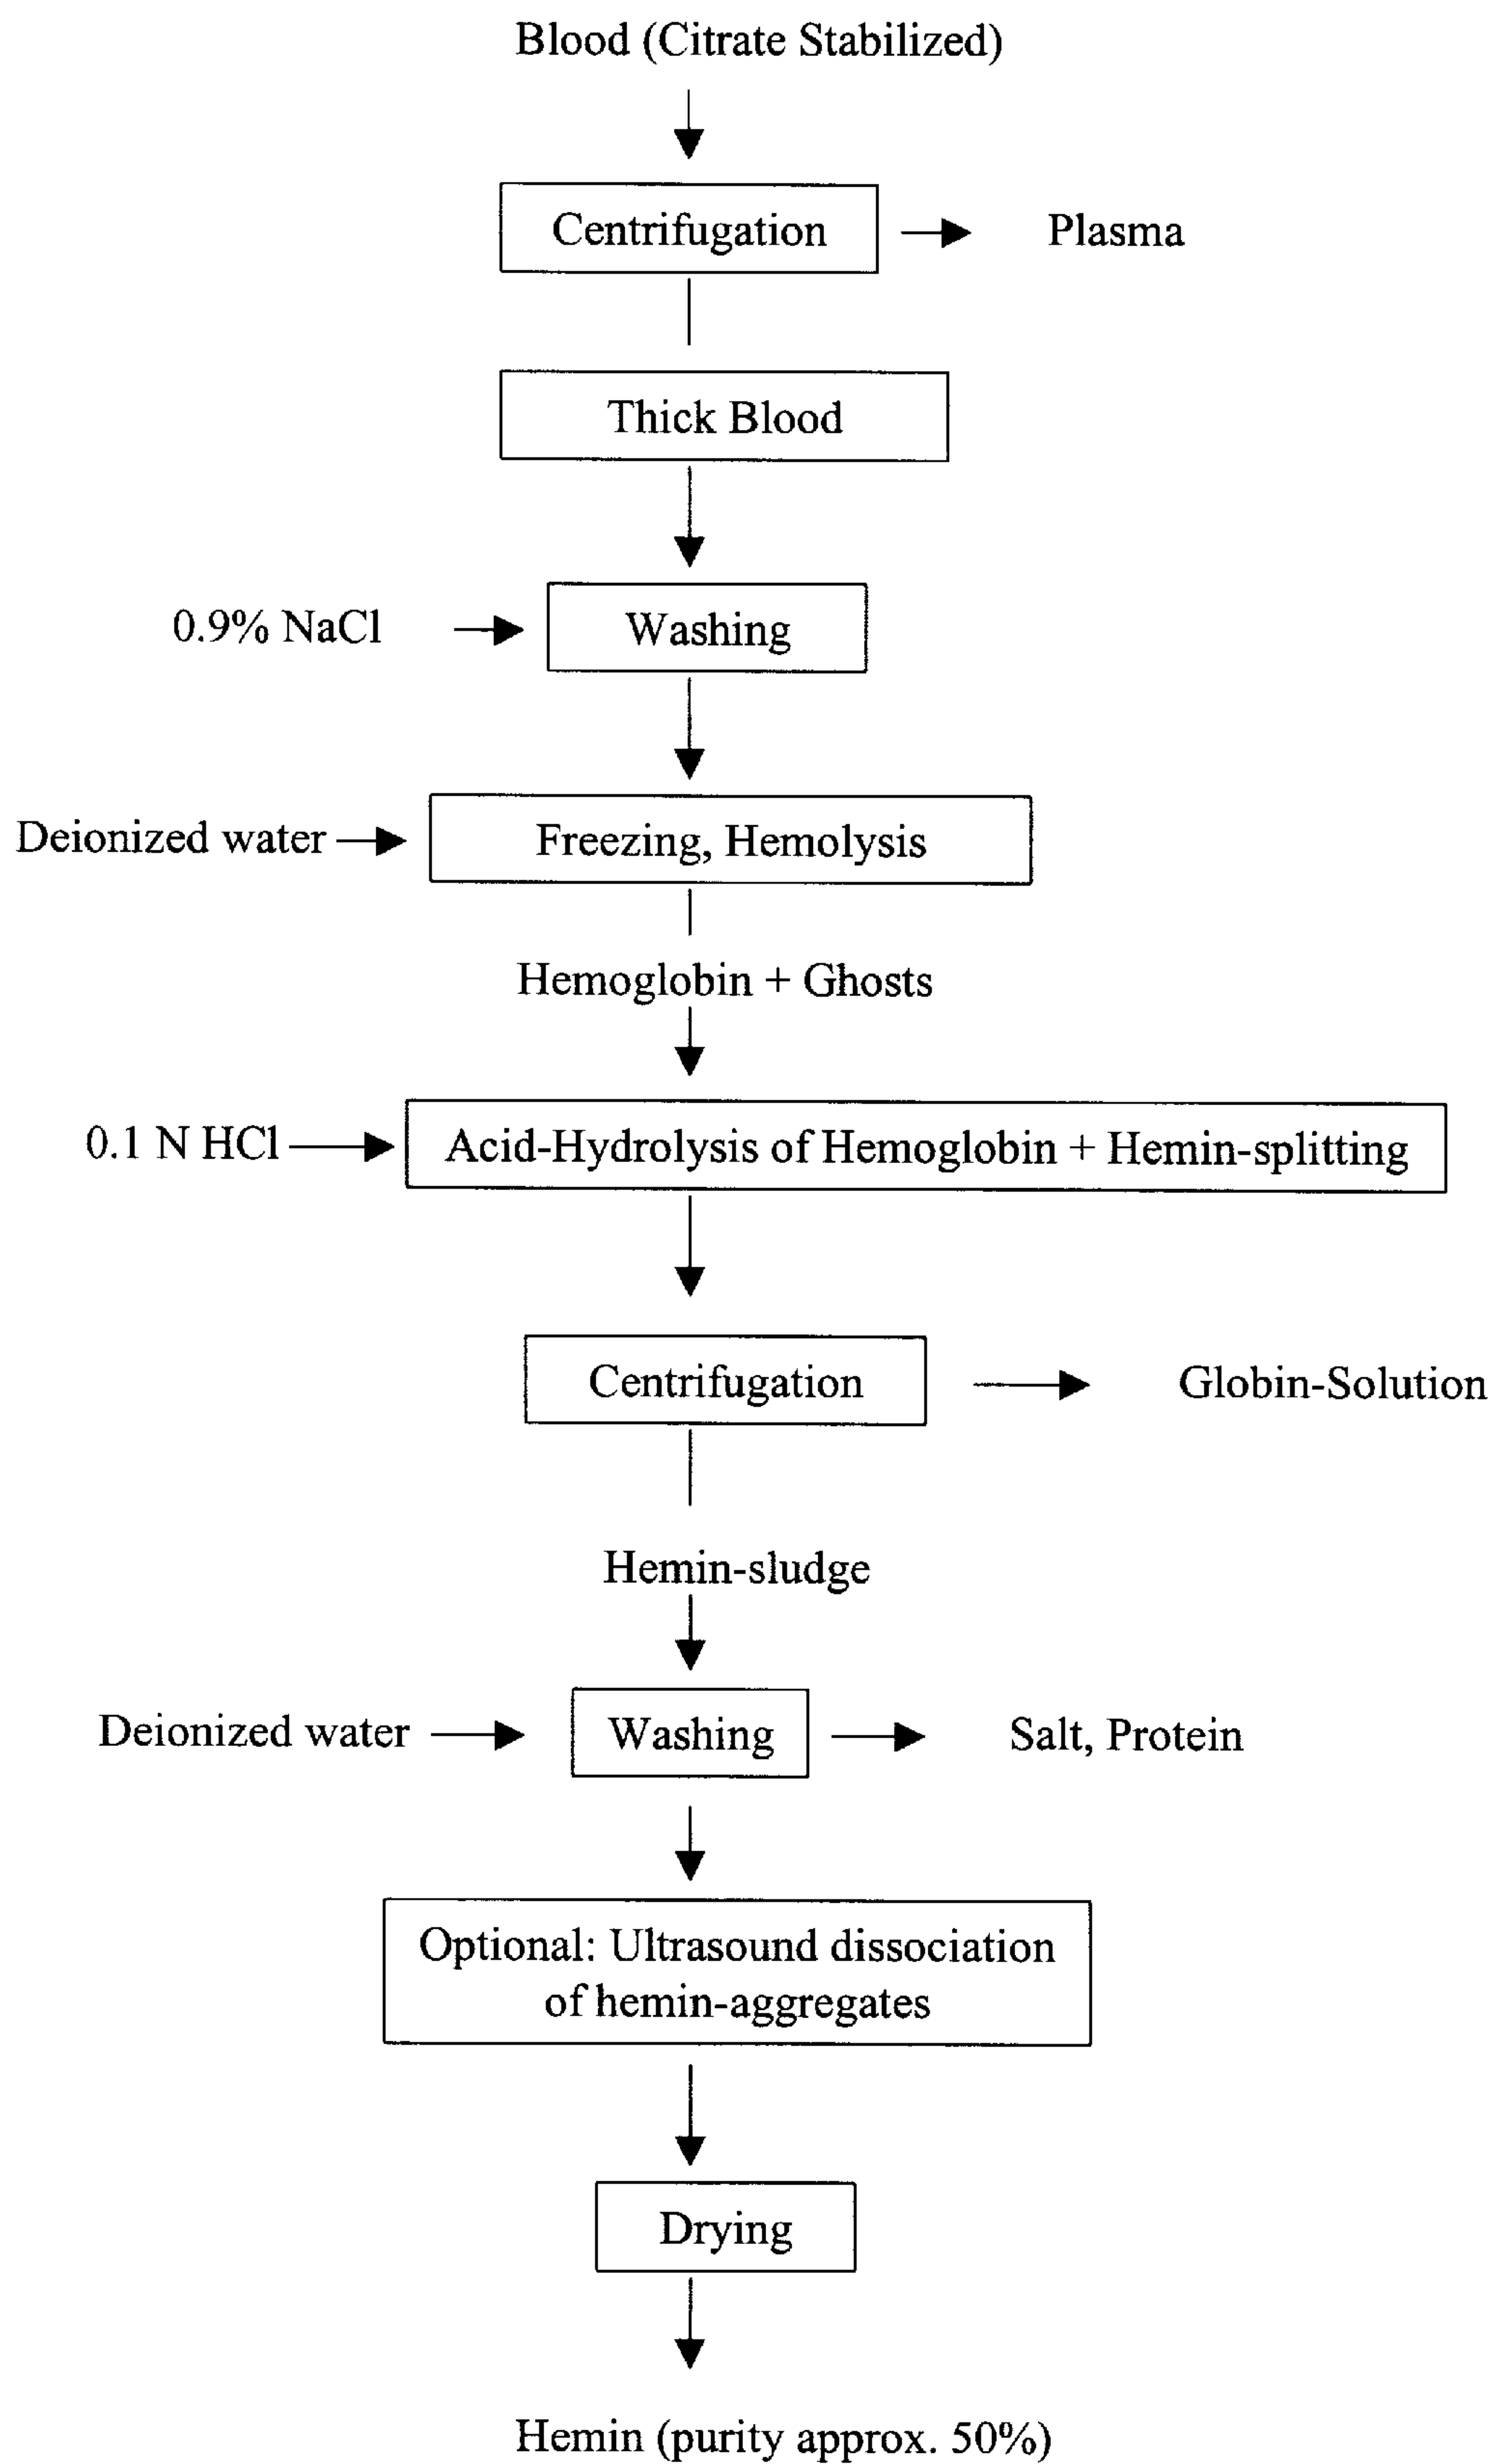 Blood (Citrate Stabilized)
Centrifugation
Plasma
Thick Blood
0.9% NaCl
Washing
Deionized water
Freezing, Hemolysis
Hemoglobin + Ghosts
0.1 N HCl
Acid-Hydrolysis of Hemoglobin + Hemin-splitting
Centrifugation
Globin-Solution
Hemin-sludge
Deionized water
Washing
Salt, Protein
Optional: Ultrasound dissociation
of hemin-aggregates
Drying
Hemin (purity approx. 50%)